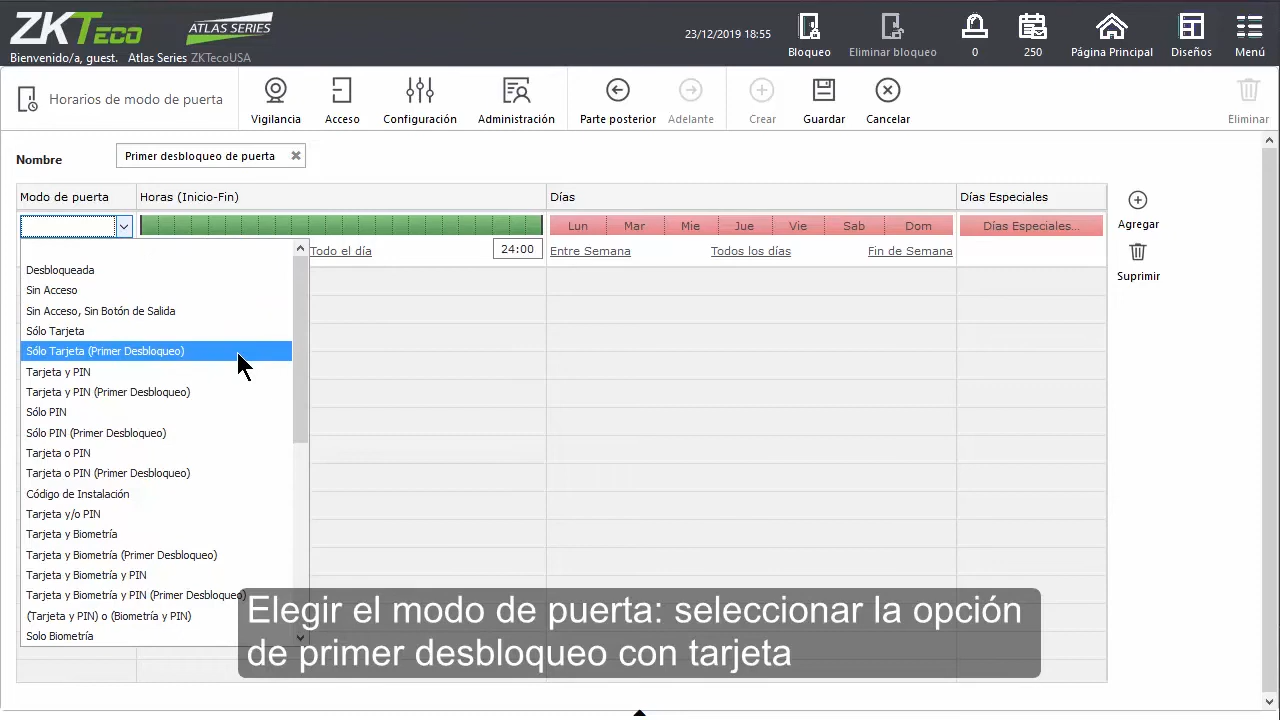 ZKTeco
ATLAS SERIES
Bienvenido/a, guest. Atlas Series ZKTecoUSA
23/12/2019 18:55
Bloqueo
Eliminar bloqueo
0
250
Página Principal
Diseños
Menú
Horarios de modo de puerta
Vigilancia
Acceso
Configuración
Administración
Parte posterior
Adelante
Crear
Guardar
Cancelar
Eliminar
Nombre
Primer desbloqueo de puerta
Modo de puerta
Horas (Inicio-Fin)
Días
Días Especiales
Lun Mar Mie Jue Vie Sab Dom
Días Especiales...
Agregar
Todo el día
24:00
Entre Semana
Todos los días
Fin de Semana
Suprimir
Desbloqueada
Sin Acceso
Sin Acceso, Sin Botón de Salida
Sólo Tarjeta
Sólo Tarjeta (Primer Desbloqueo)
Tarjeta y PIN
Tarjeta y PIN (Primer Desbloqueo)
Sólo PIN
Sólo PIN (Primer Desbloqueo)
Tarjeta o PIN
Tarjeta o PIN (Primer Desbloqueo)
Código de Instalación
Tarjeta y/o PIN
Tarjeta y Biometría
Tarjeta y Biometría (Primer Desbloqueo)
Tarjeta y Biometría y PIN
Tarjeta y Biometría y PIN (Primer Desbloqueo)
(Tarjeta y PIN) o (Biometría y PIN)
Solo Biometría
Elegir el modo de puerta: seleccionar la opción
de primer desbloqueo con tarjeta